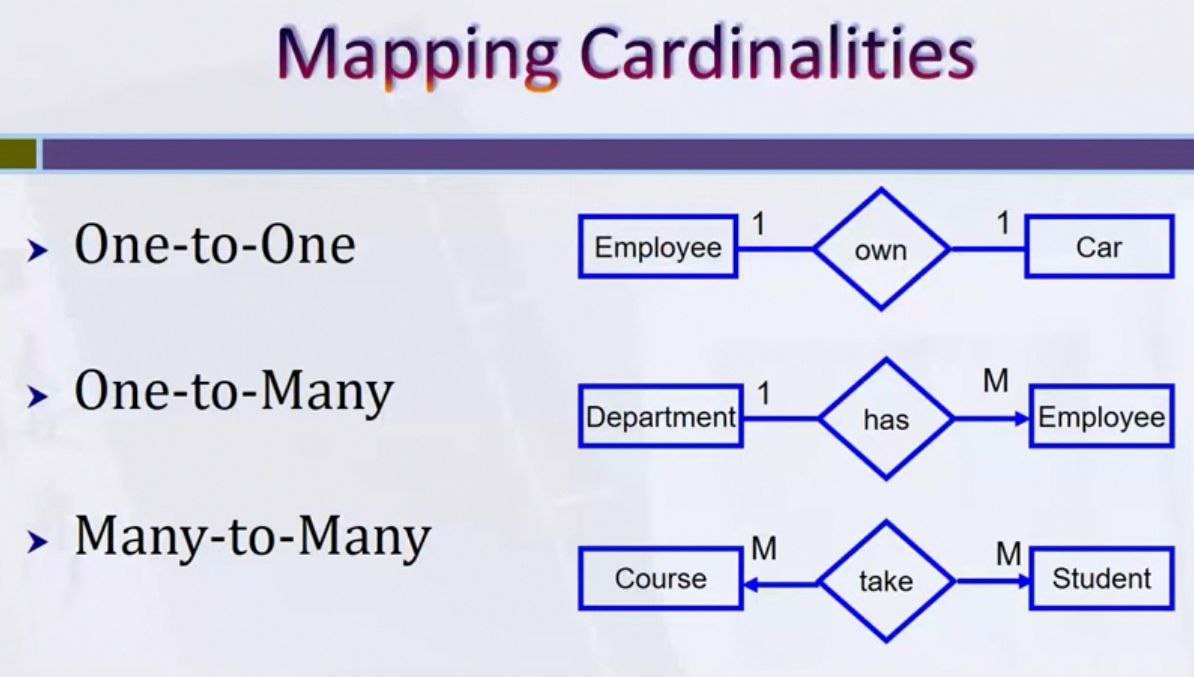 Mapping Cardinalities
➤ One-to-One
Employee 1 own 1 Car
➤ One-to-Many
Department 1 has M Employee
➤ Many-to-Many
Course M take M Student